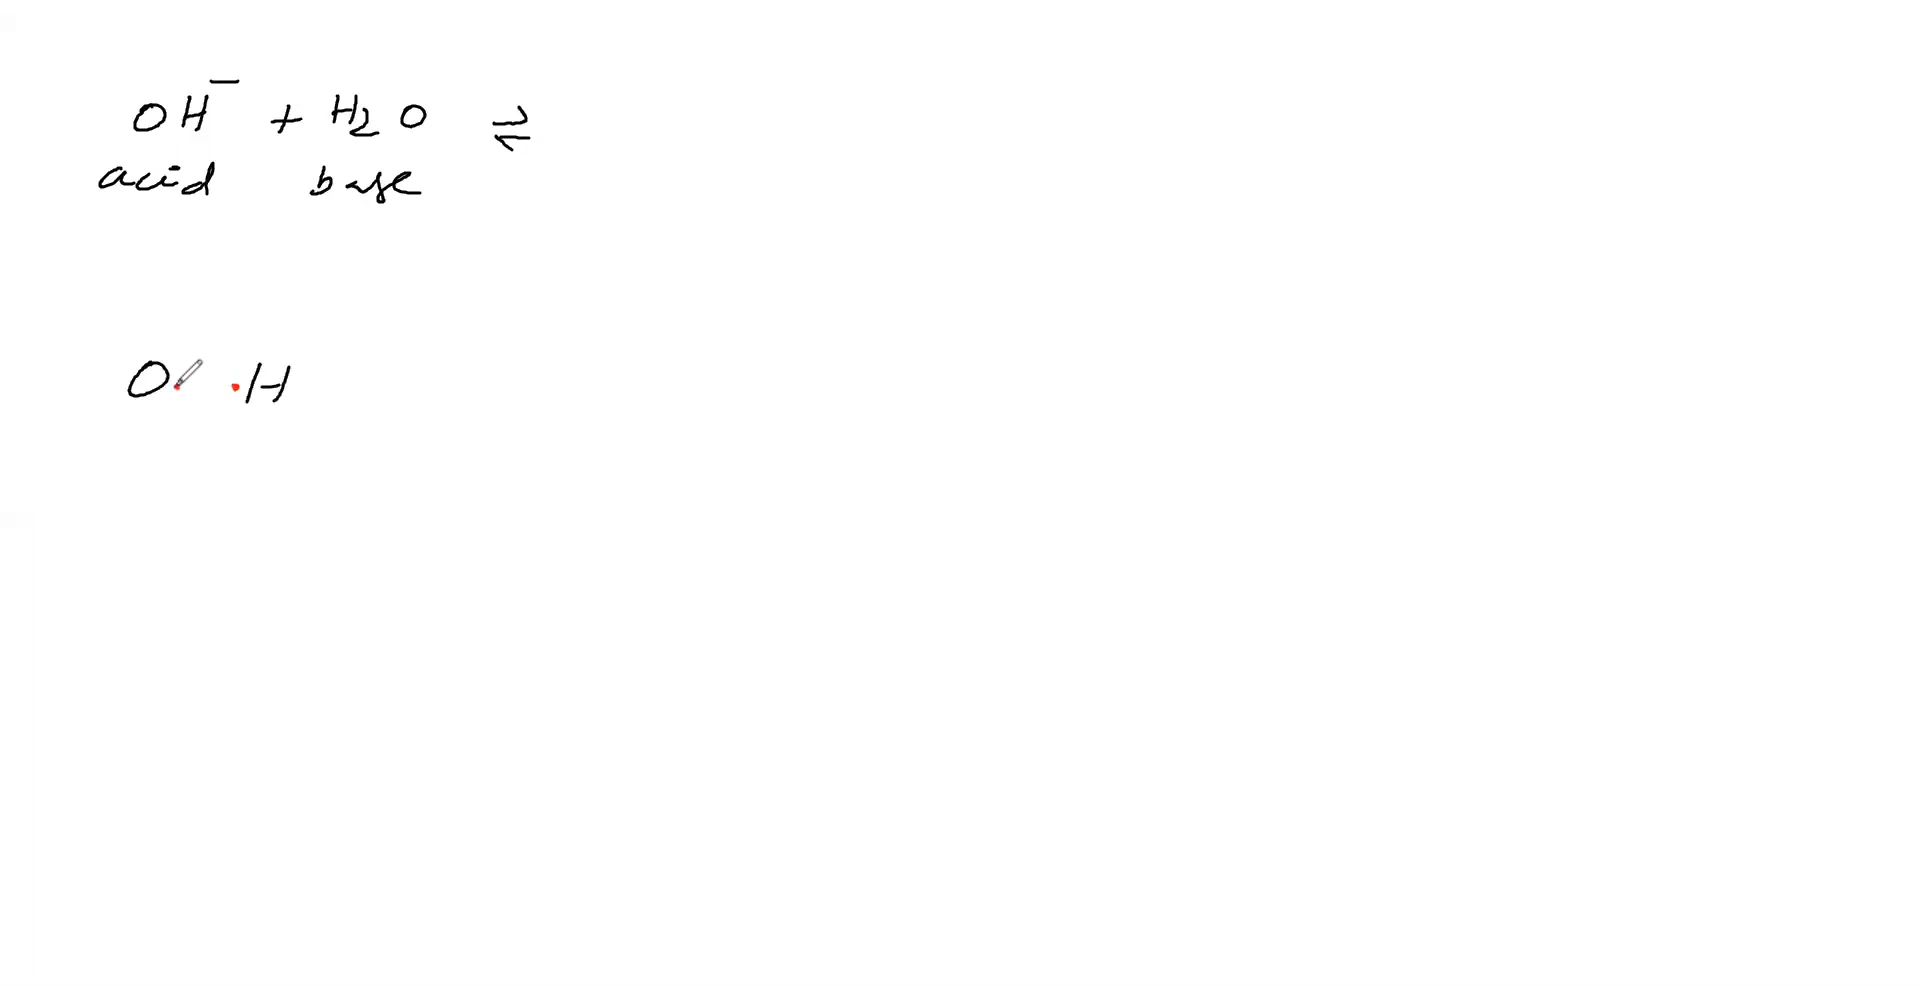 OH⁻ + H₂O ⇌
acid base
O· ·H